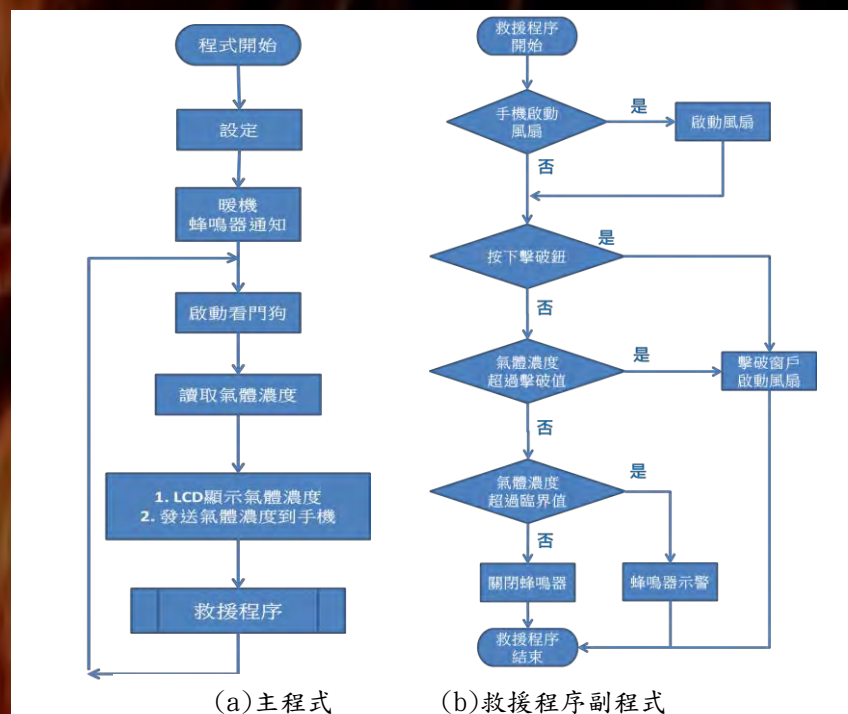 程式開始
設定
暖機
蜂鳴器通知
啟動看門狗
讀取氣體濃度
1. LCD顯示氣體濃度
2. 發送氣體濃度到手機
救援程序
(a)主程式
救援程序
開始
手機啟動
風扇
是
啟動風扇
否
按下擊破鈕
是
否
氣體濃度
超過擊破值
是
擊破窗戶
啟動風扇
否
氣體濃度
超過臨界值
是
否
關閉蜂鳴器
蜂鳴器示警
救援程序
結束
(b)救援程序副程式